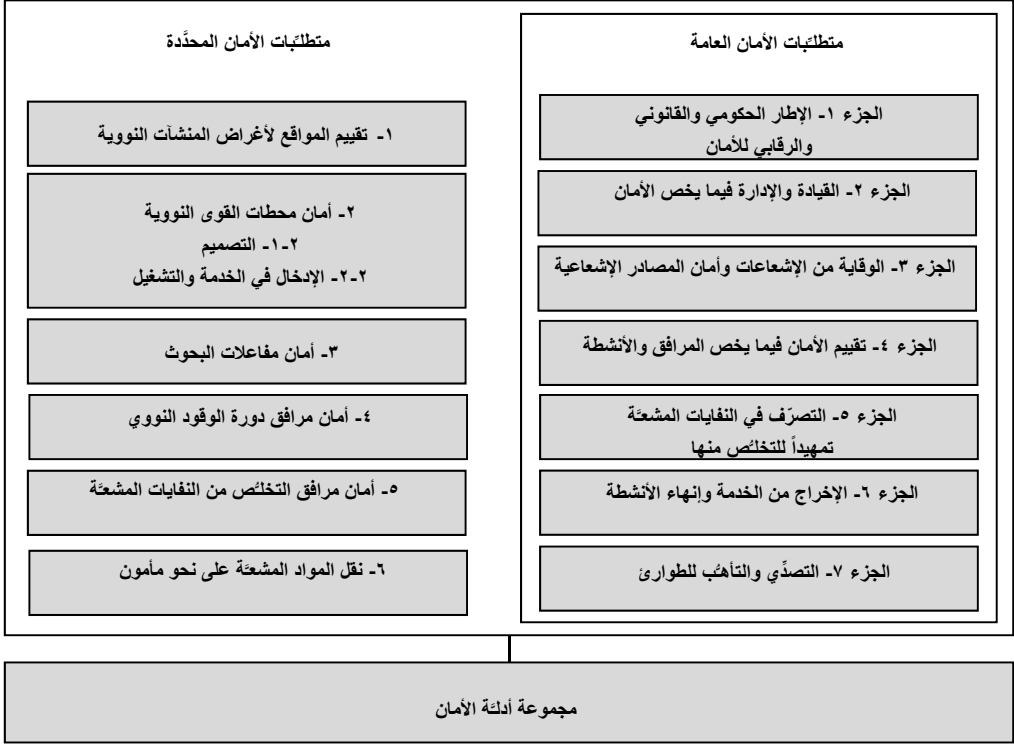 متطلّبات الأمان العامة
الجزء ١- الإطار الحكومي والقانوني
والرقابي للأمان
الجزء ٢- القيادة والإدارة فيما يخص الأمان
الجزء ٣- الوقاية من الإشعاعات وأمان المصادر الإشعاعية
الجزء ٤- تقييم الأمان فيما يخص المرافق والأنشطة
الجزء ٥- التصرّف في النفايات المشعَّة
تمهيداً للتخلُّص منها
الجزء ٦- الإخراج من الخدمة وإنهاء الأنشطة
الجزء ٧- التصدِّي والتأهُّب للطوارئ
متطلّبات الأمان المحدَّدة
١- تقييم المواقع لأغراض المنشآت النووية
٢- أمان محطات القوى النووية
٢-١- التصميم
٢-٢- الإدخال في الخدمة والتشغيل
٣- أمان مفاعلات البحوث
٤- أمان مرافق دورة الوقود النووي
٥- أمان مرافق التخلُّص من النفايات المشعَّة
٦- نقل المواد المشعَّة على نحو مأمون
مجموعة أدلَّة الأمان